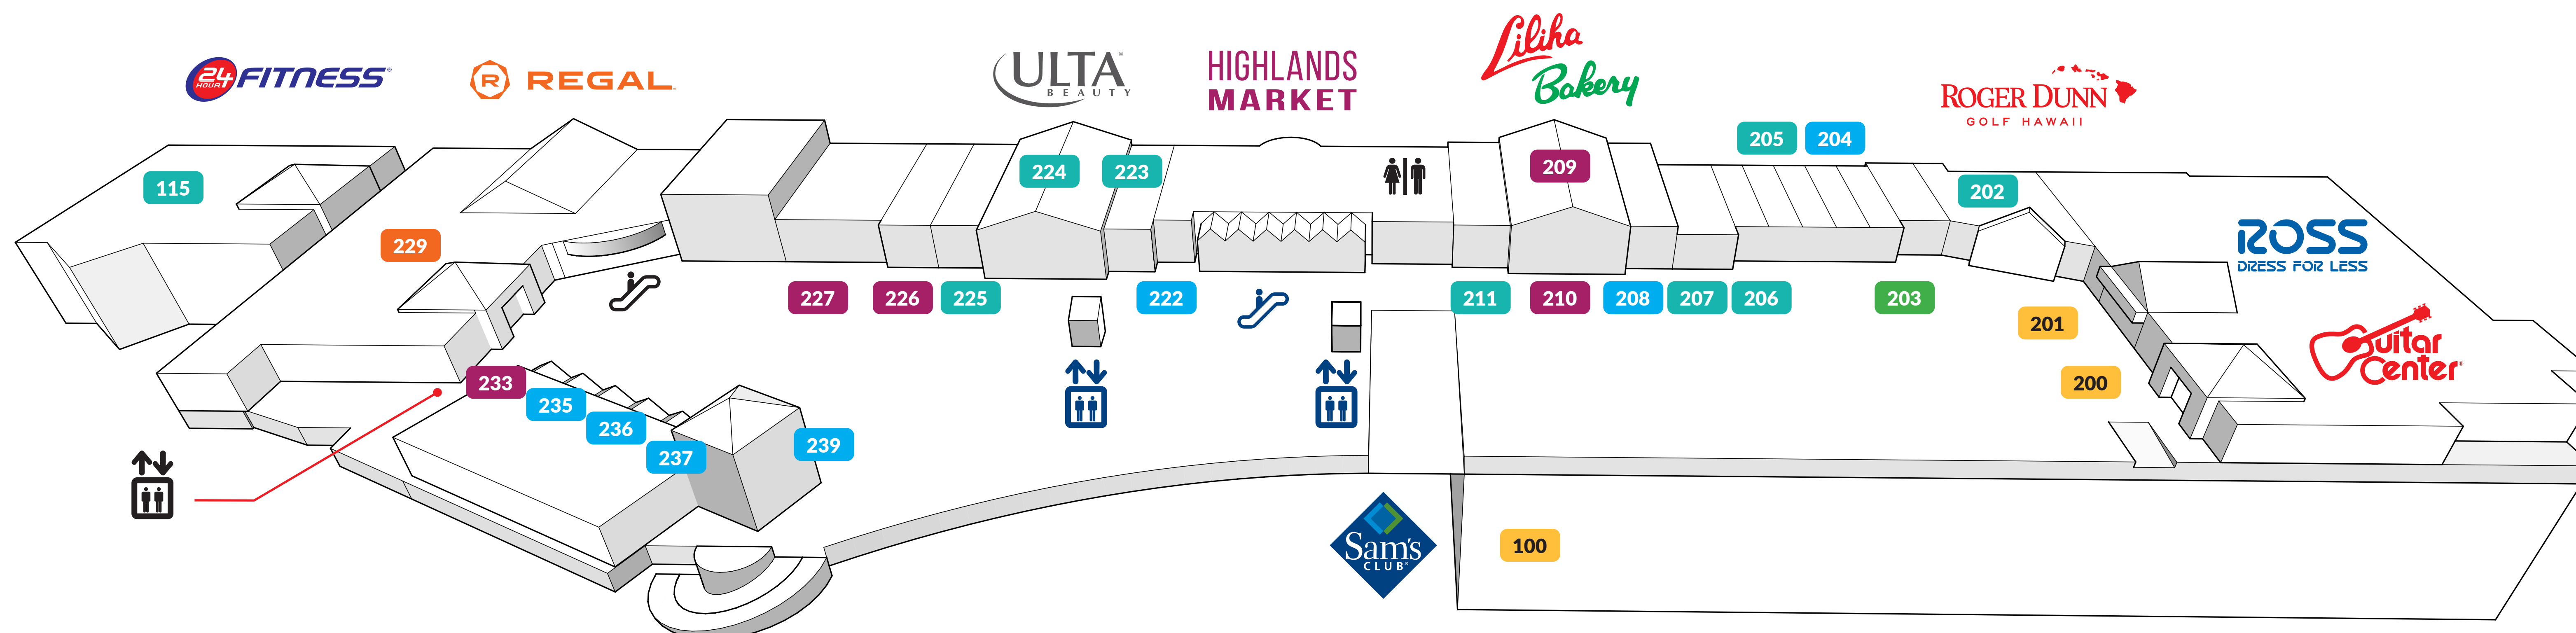 24
HOUR
FITNESS®
R REGAL
ULTA®
BEAUTY
HIGHLANDS
MARKET
Liliha
Bakery
ROGER DUNN
GOLF HAWAII
205 204
115
224 223
209
202
229
ROSS
DRESS FOR LESS
227 226 225 222 211 210 208 207 206 203
201
Guitar
Center®
200
233
235
236
237
239
Sam's
CLUB®
100